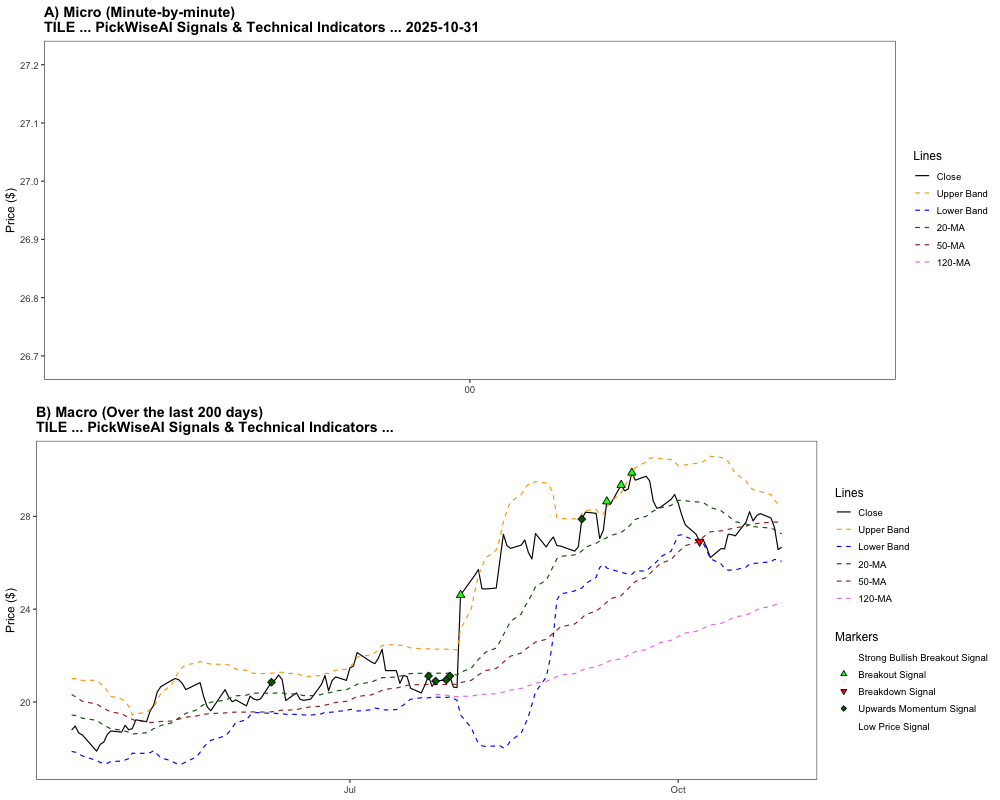 A) Micro (Minute-by-minute)
TILE ... PickWiseAI Signals & Technical Indicators ... 2025-10-31
27.2
27.1
27.0
26.9
26.8
26.7
Price ($)
00
Lines
Close
Upper Band
Lower Band
20-MA
50-MA
120-MA
B) Macro (Over the last 200 days)
TILE ... PickWiseAI Signals & Technical Indicators ...
28
24
20
Price ($)
Jul
Oct
Lines
Close
Upper Band
Lower Band
20-MA
50-MA
120-MA
Markers
Strong Bullish Breakout Signal
Breakout Signal
Breakdown Signal
Upwards Momentum Signal
Low Price Signal